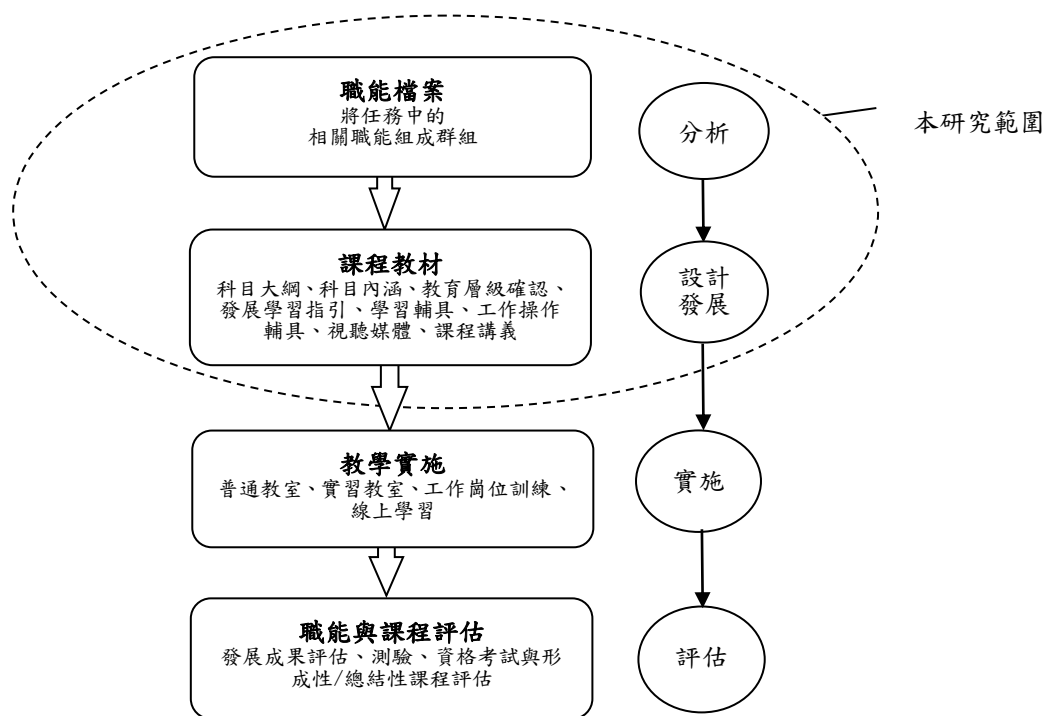 職能檔案
將任務中的
相關職能組成群組
分析
本研究範圍
課程教材
科目大綱、科目內涵、教育層級確認、
發展學習指引、學習輔具、工作操作
輔具、視聽媒體、課程講義
設計
發展
教學實施
普通教室、實習教室、工作崗位訓練、
線上學習
實施
職能與課程評估
發展成果評估、測驗、資格考試與形
成性/總結性課程評估
評估